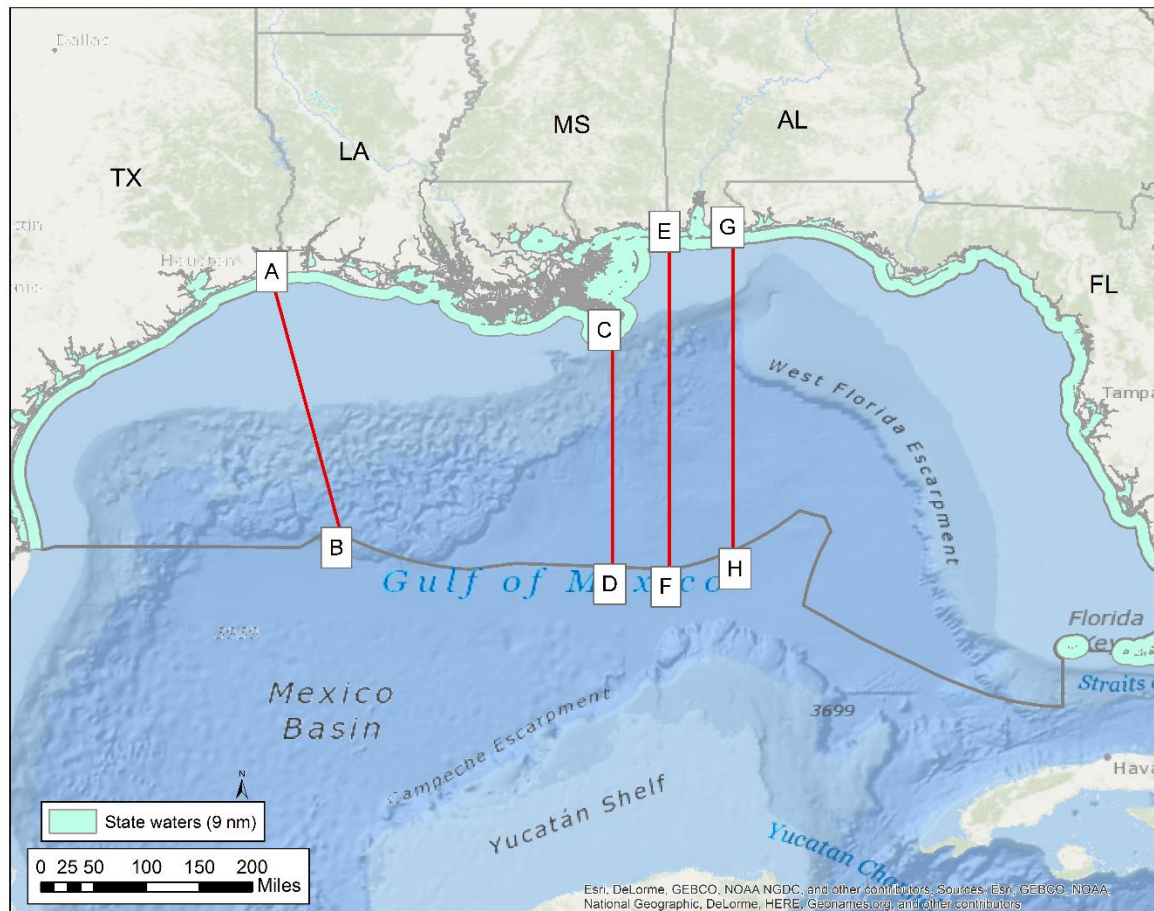 Dallas
MS
AL
LA
TX
E
G
Houston
A
FL
C
West Florida Escarpment
Tampa
B
Gulf of Mexico
D
F
H
3939
Florida
Key
Straits
Mexico
Basin
3699
Campeche Escarpment
Hava
N
Yucatán Shelf
State waters (9 nm)
Yucatan Cha
0 25 50 100 150 200
Miles
Esri, DeLorme, GEBCO, NOAA NGDC, and other contributors, Sources: Esri, GEBCO, NOAA,
National Geographic, DeLorme, HERE, Geonames.org, and other contributors